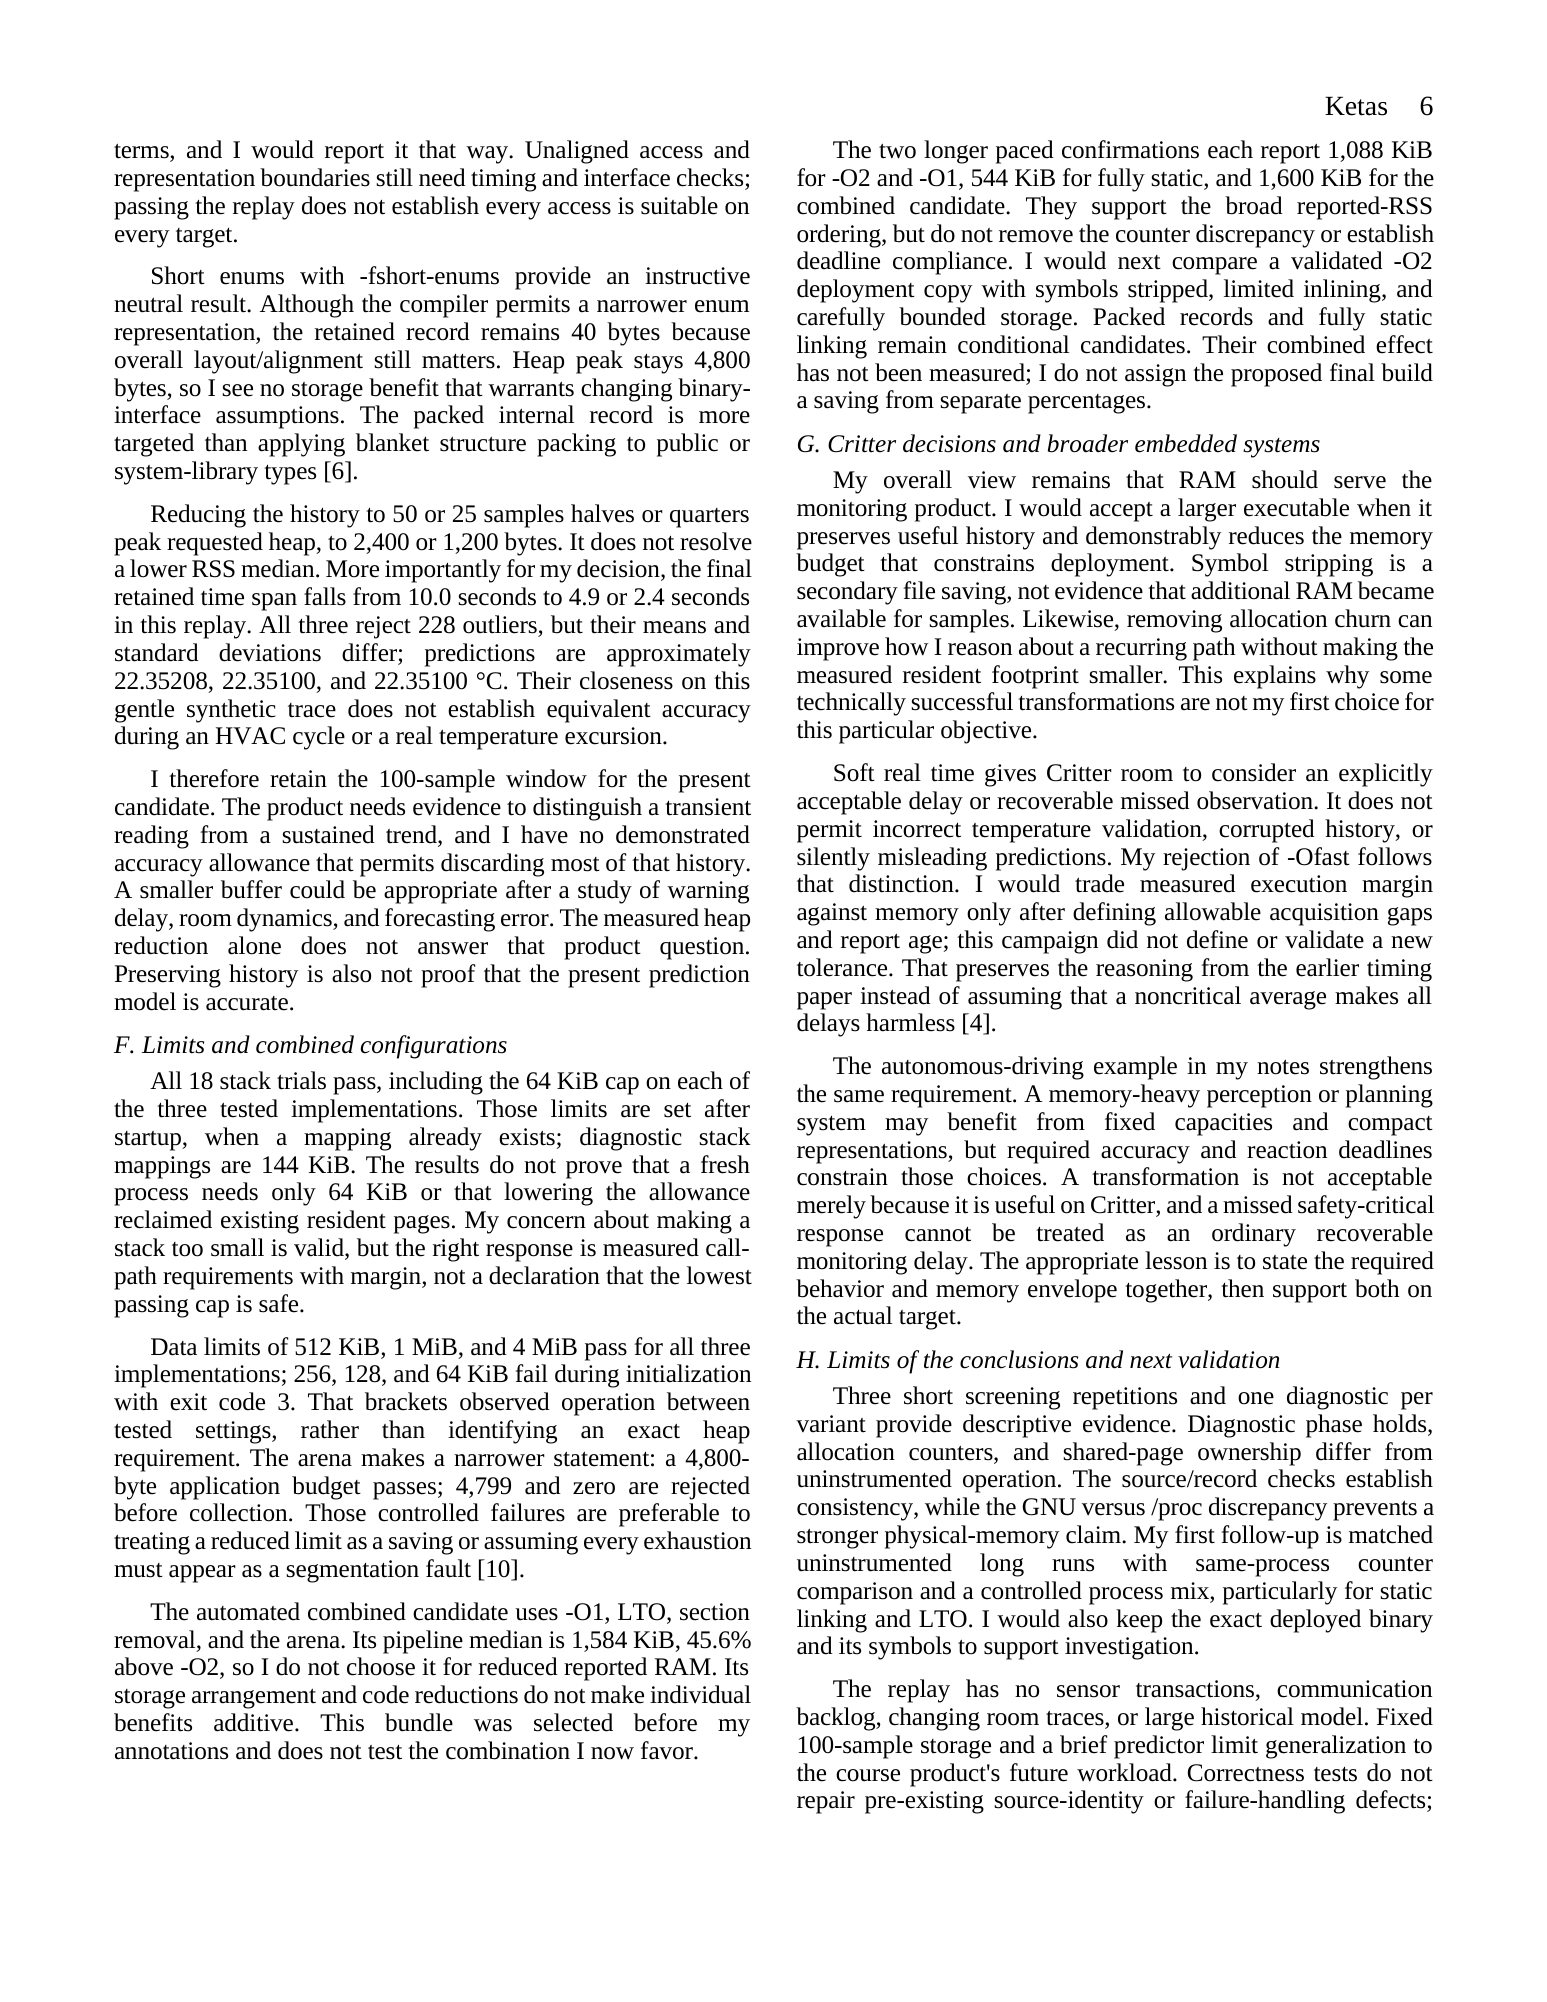 Ketas 6
terms, and I would report it that way. Unaligned access and
representation boundaries still need timing and interface checks;
passing the replay does not establish every access is suitable on
every target.
Short enums with -fshort-enums provide an instructive
neutral result. Although the compiler permits a narrower enum
representation, the retained record remains 40 bytes because
overall layout/alignment still matters. Heap peak stays 4,800
bytes, so I see no storage benefit that warrants changing binary-
interface assumptions. The packed internal record is more
targeted than applying blanket structure packing to public or
system-library types [6].
Reducing the history to 50 or 25 samples halves or quarters
peak requested heap, to 2,400 or 1,200 bytes. It does not resolve
a lower RSS median. More importantly for my decision, the final
retained time span falls from 10.0 seconds to 4.9 or 2.4 seconds
in this replay. All three reject 228 outliers, but their means and
standard deviations differ; predictions are approximately
22.35208, 22.35100, and 22.35100 °C. Their closeness on this
gentle synthetic trace does not establish equivalent accuracy
during an HVAC cycle or a real temperature excursion.
I therefore retain the 100-sample window for the present
candidate. The product needs evidence to distinguish a transient
reading from a sustained trend, and I have no demonstrated
accuracy allowance that permits discarding most of that history.
A smaller buffer could be appropriate after a study of warning
delay, room dynamics, and forecasting error. The measured heap
reduction alone does not answer that product question.
Preserving history is also not proof that the present prediction
model is accurate.
F. Limits and combined configurations
All 18 stack trials pass, including the 64 KiB cap on each of
the three tested implementations. Those limits are set after
startup, when a mapping already exists; diagnostic stack
mappings are 144 KiB. The results do not prove that a fresh
process needs only 64 KiB or that lowering the allowance
reclaimed existing resident pages. My concern about making a
stack too small is valid, but the right response is measured call-
path requirements with margin, not a declaration that the lowest
passing cap is safe.
Data limits of 512 KiB, 1 MiB, and 4 MiB pass for all three
implementations; 256, 128, and 64 KiB fail during initialization
with exit code 3. That brackets observed operation between
tested settings, rather than identifying an exact heap
requirement. The arena makes a narrower statement: a 4,800-
byte application budget passes; 4,799 and zero are rejected
before collection. Those controlled failures are preferable to
treating a reduced limit as a saving or assuming every exhaustion
must appear as a segmentation fault [10].
The automated combined candidate uses -O1, LTO, section
removal, and the arena. Its pipeline median is 1,584 KiB, 45.6%
above -O2, so I do not choose it for reduced reported RAM. Its
storage arrangement and code reductions do not make individual
benefits additive. This bundle was selected before my
annotations and does not test the combination I now favor.
The two longer paced confirmations each report 1,088 KiB
for -O2 and -O1, 544 KiB for fully static, and 1,600 KiB for the
combined candidate. They support the broad reported-RSS
ordering, but do not remove the counter discrepancy or establish
deadline compliance. I would next compare a validated -O2
deployment copy with symbols stripped, limited inlining, and
carefully bounded storage. Packed records and fully static
linking remain conditional candidates. Their combined effect
has not been measured; I do not assign the proposed final build
a saving from separate percentages.
G. Critter decisions and broader embedded systems
My overall view remains that RAM should serve the
monitoring product. I would accept a larger executable when it
preserves useful history and demonstrably reduces the memory
budget that constrains deployment. Symbol stripping is a
secondary file saving, not evidence that additional RAM became
available for samples. Likewise, removing allocation churn can
improve how I reason about a recurring path without making the
measured resident footprint smaller. This explains why some
technically successful transformations are not my first choice for
this particular objective.
Soft real time gives Critter room to consider an explicitly
acceptable delay or recoverable missed observation. It does not
permit incorrect temperature validation, corrupted history, or
silently misleading predictions. My rejection of -Ofast follows
that distinction. I would trade measured execution margin
against memory only after defining allowable acquisition gaps
and report age; this campaign did not define or validate a new
tolerance. That preserves the reasoning from the earlier timing
paper instead of assuming that a noncritical average makes all
delays harmless [4].
The autonomous-driving example in my notes strengthens
the same requirement. A memory-heavy perception or planning
system may benefit from fixed capacities and compact
representations, but required accuracy and reaction deadlines
constrain those choices. A transformation is not acceptable
merely because it is useful on Critter, and a missed safety-critical
response cannot be treated as an ordinary recoverable
monitoring delay. The appropriate lesson is to state the required
behavior and memory envelope together, then support both on
the actual target.
H. Limits of the conclusions and next validation
Three short screening repetitions and one diagnostic per
variant provide descriptive evidence. Diagnostic phase holds,
allocation counters, and shared-page ownership differ from
uninstrumented operation. The source/record checks establish
consistency, while the GNU versus /proc discrepancy prevents a
stronger physical-memory claim. My first follow-up is matched
uninstrumented long runs with same-process counter
comparison and a controlled process mix, particularly for static
linking and LTO. I would also keep the exact deployed binary
and its symbols to support investigation.
The replay has no sensor transactions, communication
backlog, changing room traces, or large historical model. Fixed
100-sample storage and a brief predictor limit generalization to
the course product's future workload. Correctness tests do not
repair pre-existing source-identity or failure-handling defects;